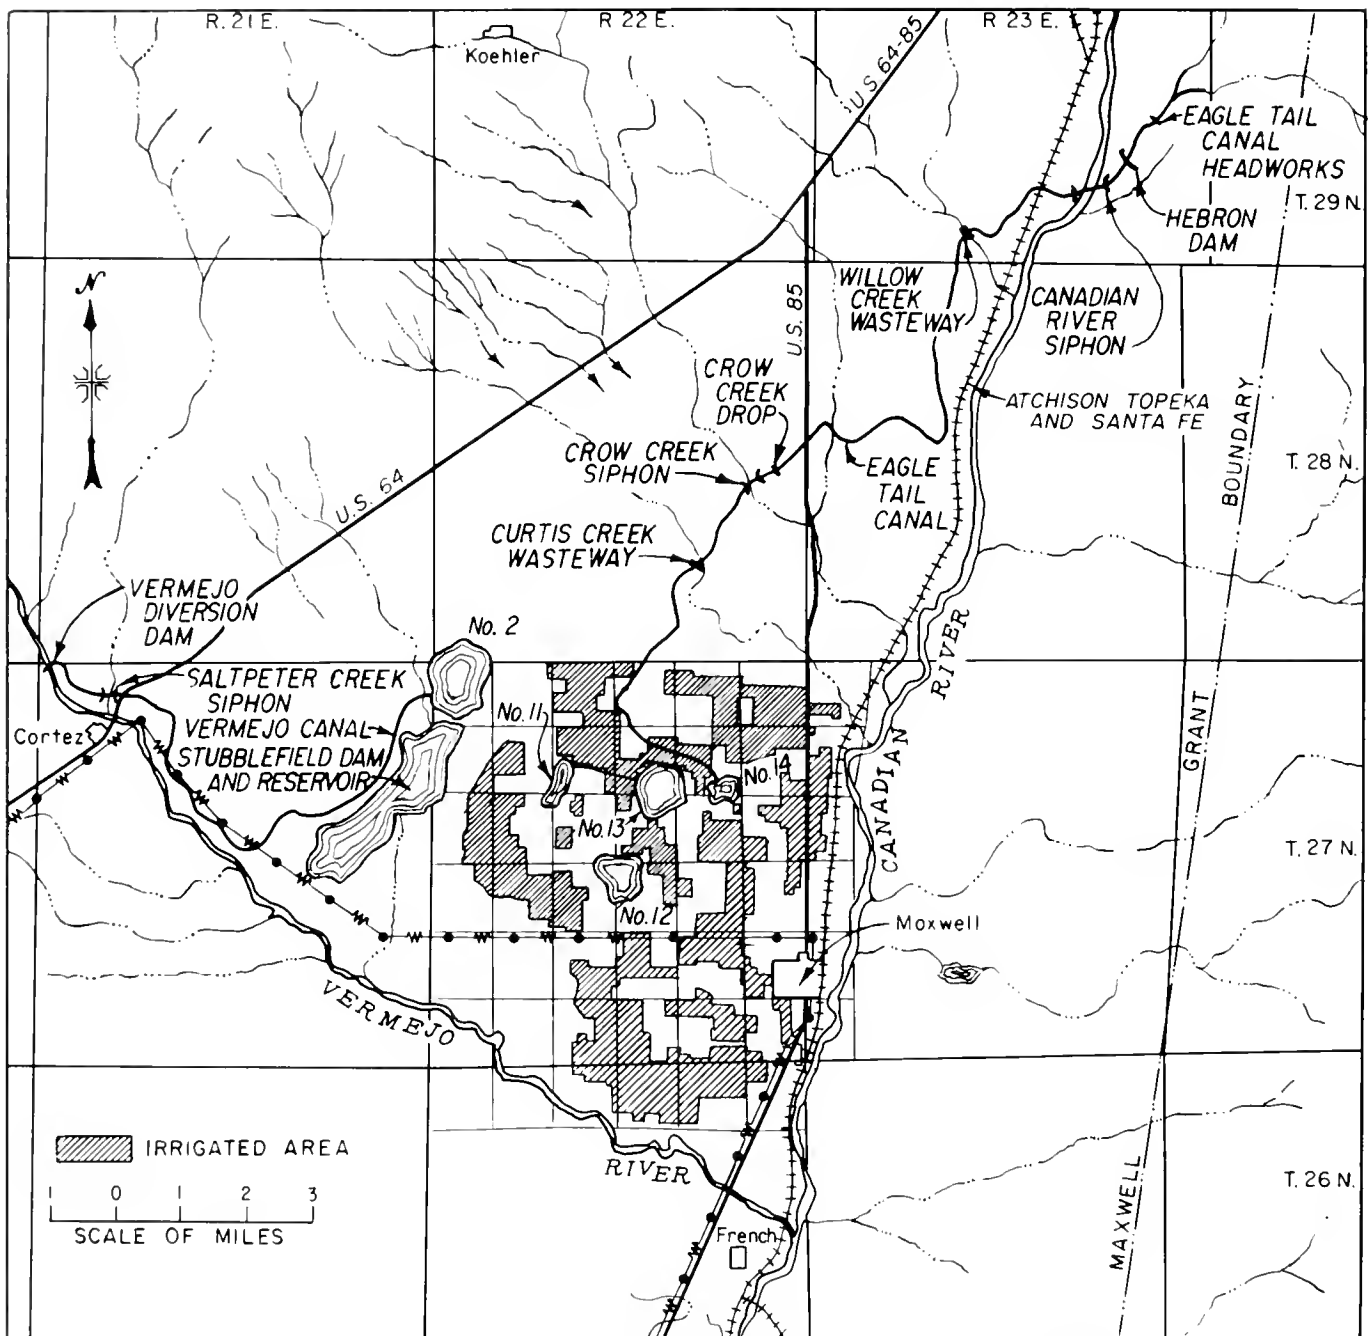 R. 21 E.
R 22 E.
R 23 E.
Koehler
U S 64-85
EAGLE TAIL
CANAL
HEADWORKS
T. 29 N.
HEBRON
DAM
N
WILLOW
CREEK
WASTEWAY
CANADIAN
RIVER
SIPHON
U.S. 85
CROW
CREEK
DROP
ATCHISON TOPEKA
AND SANTA FE
BOUNDARY
CROW CREEK
SIPHON
EAGLE
TAIL
CANAL
T. 28 N.
U.S. 64
CURTIS CREEK
WASTEWAY
VERMEJO
DIVERSION
DAM
No. 2
RIVER
SALTPETER CREEK
SIPHON
VERMEJO CANAL
STUBBLEFIELD DAM
AND RESERVOIR
Cortez
No. 11
No. 14
No. 13
No. 12
CANADIAN
GRANT
T. 27 N.
Moxwell
VERMEJO
IRRIGATED AREA
1 0 1 2 3
SCALE OF MILES
RIVER
French
MAXWELL
T. 26 N.